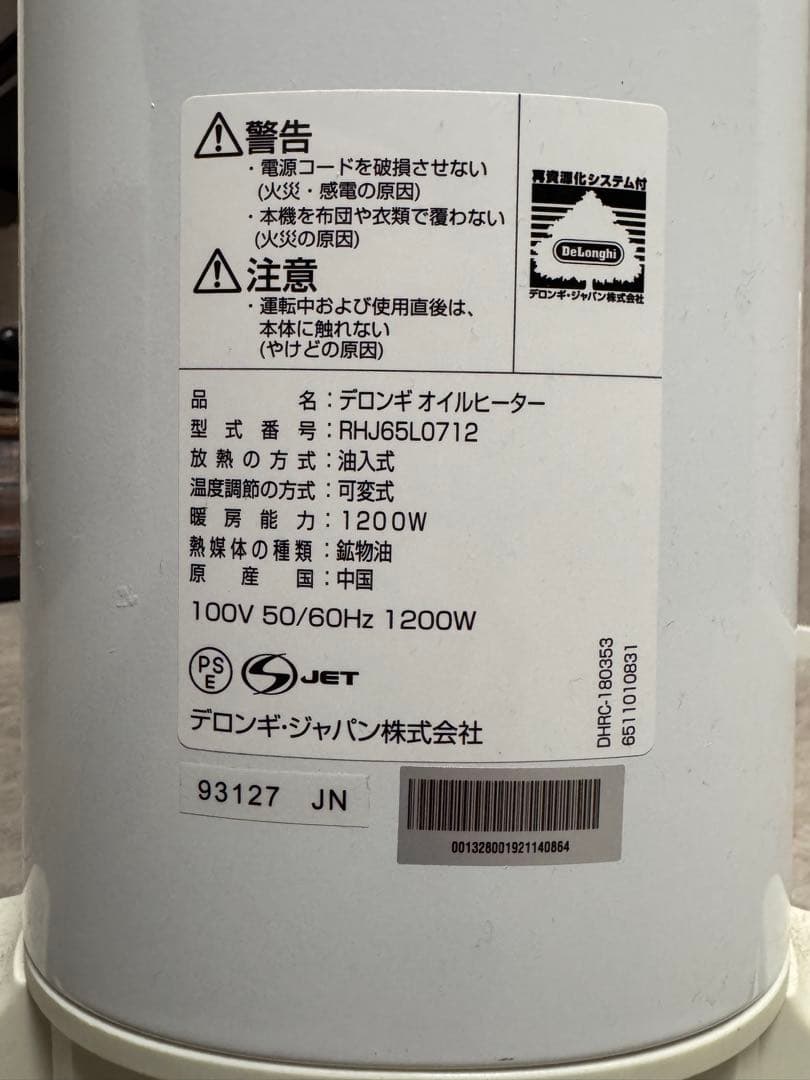 警告
・電源コードを破損させない
(火災・感電の原因)
・本機を布団や衣類で覆わない
(火災の原因)
注意
・運転中および使用直後は、
本体に触れない
(やけどの原因)
再資源化システム付
DeLonghi
デロンギ・ジャパン株式会社
品名：デロンギ オイルヒーター
型式番号：RHJ65L0712
放熱の方式：油入式
温度調節の方式：可変式
暖房能力：1200W
熱媒体の種類：鉱物油
原産国：中国
100V 50/60Hz 1200W
PS
E
S JET
デロンギ・ジャパン株式会社
DHRC-180353
6511010831
93127 JN
001328001921140864